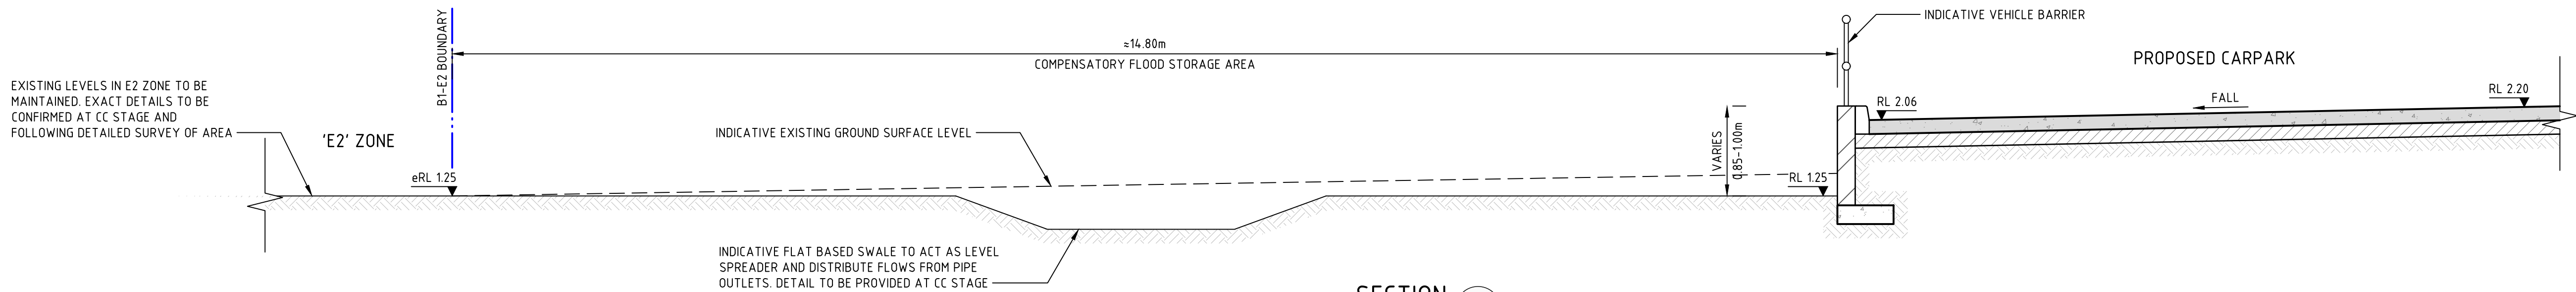 EXISTING LEVELS IN E2 ZONE TO BE
MAINTAINED. EXACT DETAILS TO BE
CONFIRMED AT CC STAGE AND
FOLLOWING DETAILED SURVEY OF AREA
'E2' ZONE
B1-E2 BOUNDARY
eRL 1.25
≈14.80m
COMPENSATORY FLOOD STORAGE AREA
INDICATIVE EXISTING GROUND SURFACE LEVEL
INDICATIVE FLAT BASED SWALE TO ACT AS LEVEL
SPREADER AND DISTRIBUTE FLOWS FROM PIPE
OUTLETS. DETAIL TO BE PROVIDED AT CC STAGE
VARIES
0.85-1.00m
RL 1.25
INDICATIVE VEHICLE BARRIER
PROPOSED CARPARK
RL 2.06
FALL
RL 2.20
SECTION